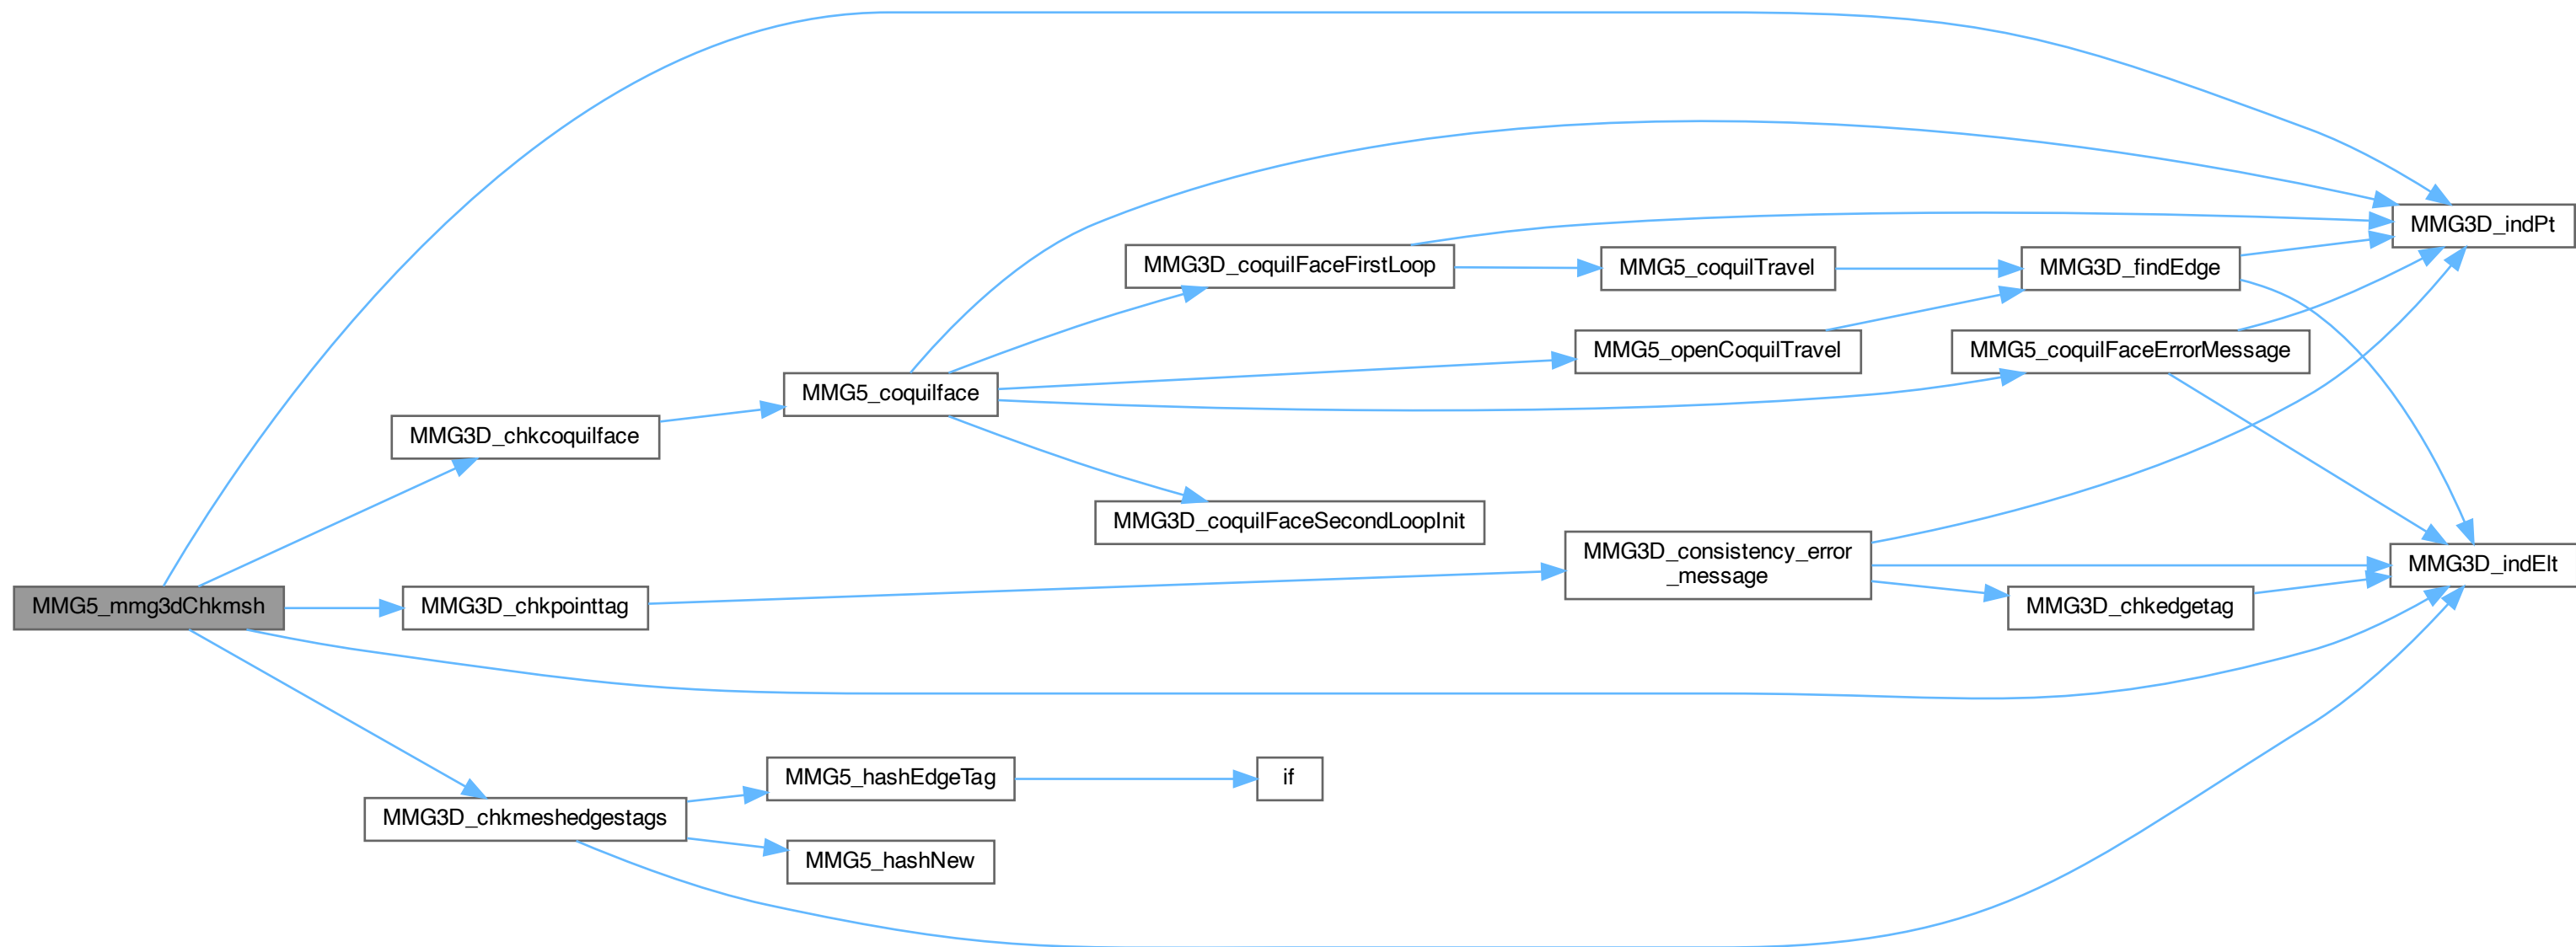 MMG5_mmg3dChkmsh
MMG3D_chkcoquilface
MMG3D_chkpointtag
MMG3D_chkmeshedgestags
MMG5_coquilface
MMG5_hashEdgeTag
MMG5_hashNew
MMG3D_coquilFaceFirstLoop
MMG3D_coquilFaceSecondLoopInit
if
MMG5_coquilTravel
MMG5_openCoquilTravel
MMG3D_consistency_error
_message
MMG3D_findEdge
MMG5_coquilFaceErrorMessage
MMG3D_chkedgetag
MMG3D_indPt
MMG3D_indElt